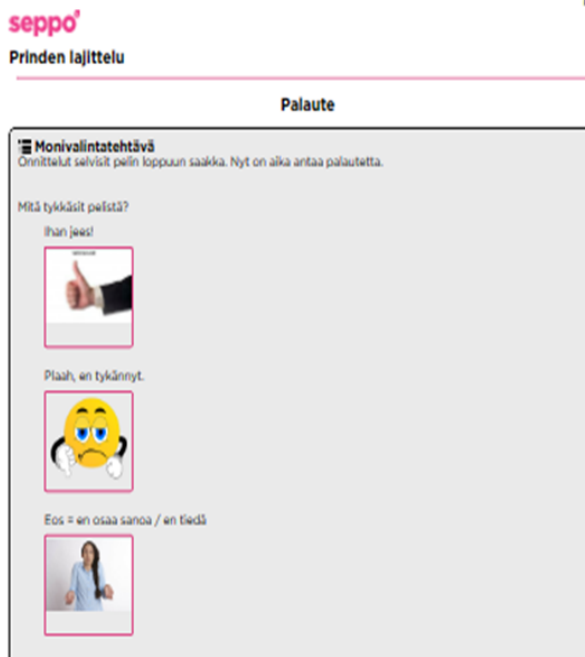 seppo
Prinden lajittelu
Palaute
Monivalintatehtävä
Onnittelut selvisit pelin loppuun saakka. Nyt on aika antaa palautetta.
Mitä tykkäsit pelistä?
Ihan jees!
Plaah, en tykännyt.
Eos = en osaa sanoa / en tiedä